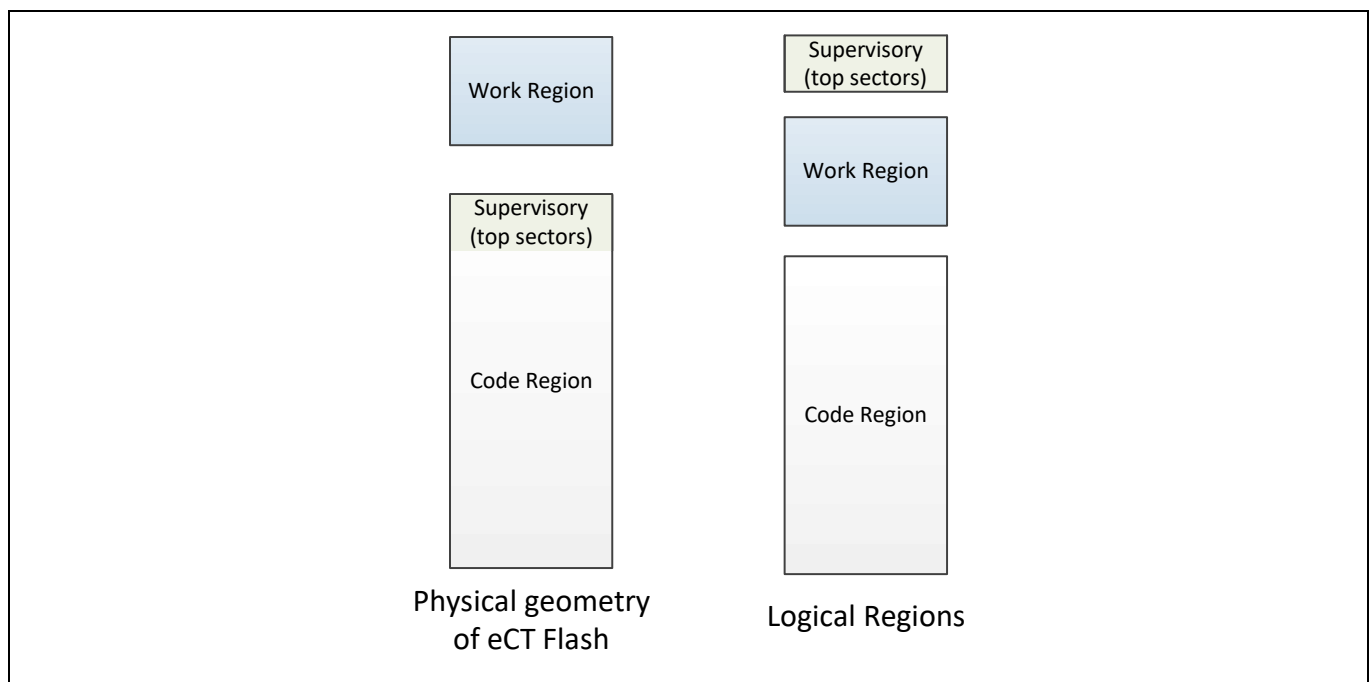 Work Region
Supervisory
(top sectors)
Code Region
Physical geometry
of eCT Flash
Supervisory
(top sectors)
Work Region
Code Region
Logical Regions